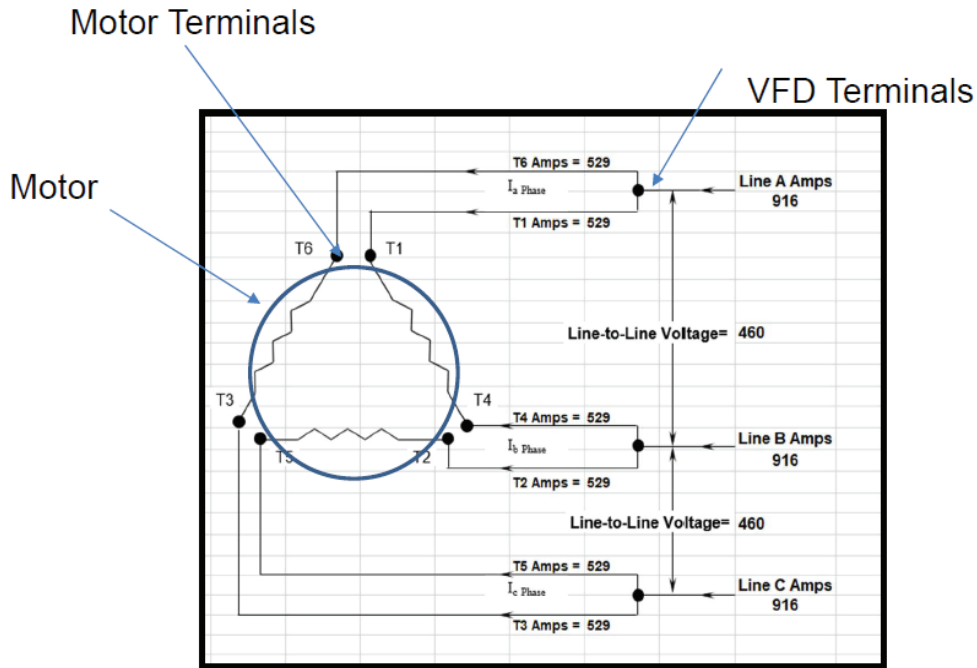 Motor Terminals
VFD Terminals
Motor
T6 Amps = 529
Ia Phase
T1 Amps = 529
Line A Amps
916
T6
T1
Line-to-Line Voltage= 460
T3
T4
T4 Amps = 529
Ib Phase
T2 Amps = 529
Line B Amps
916
T5
T2
Line-to-Line Voltage= 460
T5 Amps = 529
Ic Phase
T3 Amps = 529
Line C Amps
916